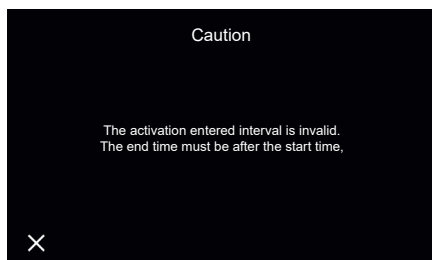 Caution
The activation entered interval is invalid.
The end time must be after the start time,